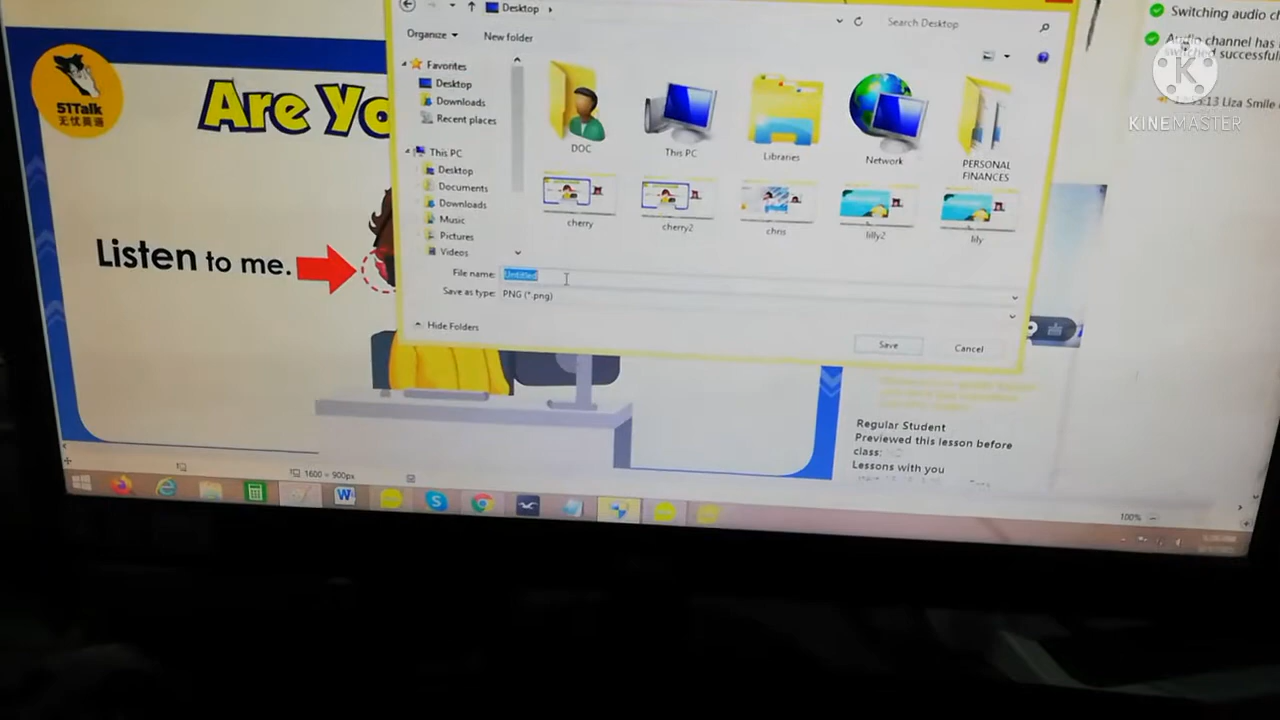 Desktop
Search Desktop
Organize
New folder
Favorites
Desktop
Downloads
Recent places
This PC
Desktop
Documents
Downloads
Music
Pictures
Videos
DOC
This PC
Libraries
Network
PERSONAL
FINANCES
cherry
cherry2
chris
lilly2
lily
File name:
Untitled
Save as type:
PNG (*.png)
Hide Folders
Save
Cancel
51Talk
无忧英语
Are Yo
Listen to me.
Switching audio ch
Audio channel has
switched successfull
:13 Liza Smile
KINEMASTER
Regular Student
Previewed this lesson before
class:
Lessons with you
1600 × 900px
100%